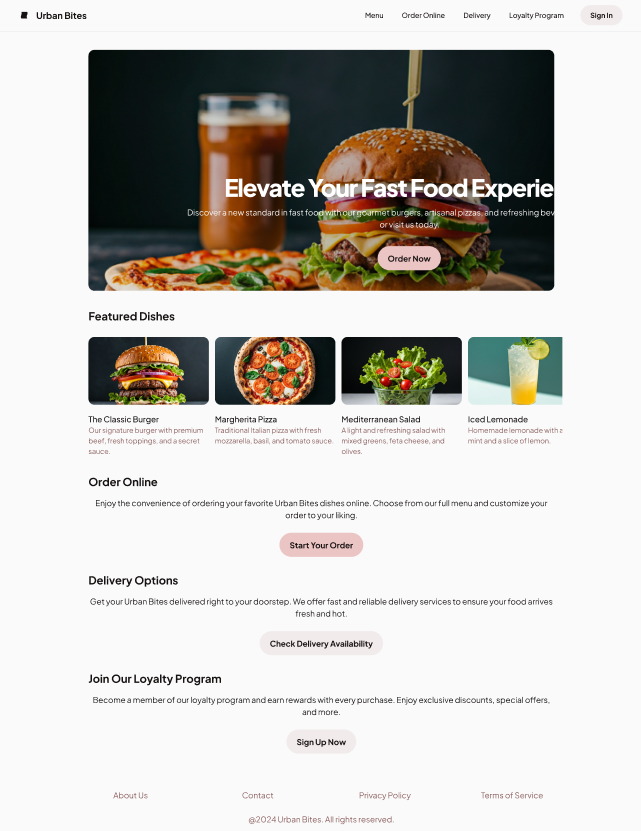 Urban Bites
Menu
Order Online
Delivery
Loyalty Program
Sign In
Elevate Your Fast Food Experie
Discover a new standard in fast food with our gourmet burgers, artisanal pizzas, and refreshing bev
or visit us today.
Order Now
Featured Dishes
The Classic Burger
Our signature burger with premium
beef, fresh toppings, and a secret
sauce.
Margherita Pizza
Traditional Italian pizza with fresh
mozzarella, basil, and tomato sauce.
Mediterranean Salad
A light and refreshing salad with
mixed greens, feta cheese, and
olives.
Iced Lemonade
Homemade lemonade with a
mint and a slice of lemon.
Order Online
Enjoy the convenience of ordering your favorite Urban Bites dishes online. Choose from our full menu and customize your
order to your liking.
Start Your Order
Delivery Options
Get your Urban Bites delivered right to your doorstep. We offer fast and reliable delivery services to ensure your food arrives
fresh and hot.
Check Delivery Availability
Join Our Loyalty Program
Become a member of our loyalty program and earn rewards with every purchase. Enjoy exclusive discounts, special offers,
and more.
Sign Up Now
About Us
Contact
Privacy Policy
Terms of Service
@2024 Urban Bites. All rights reserved.